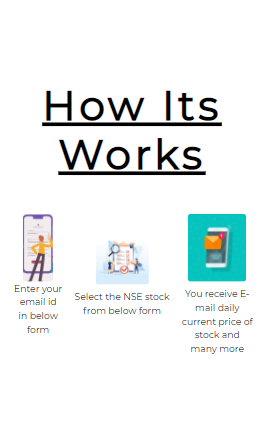 How Its
Works
Enter your
email id
in below
form
Select the NSE stock
from below form
You receive E-
mail daily
current price of
stock and
many more